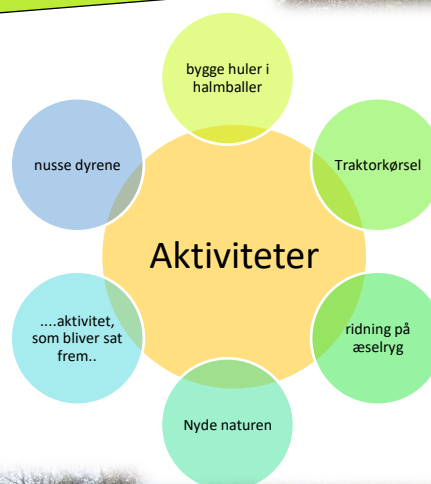 bygge huler i
halmballer
nusse dyrene
Traktorkørsel
Aktiviteter
....aktivitet,
som bliver sat
frem..
ridning på
æselryg
Nyde naturen